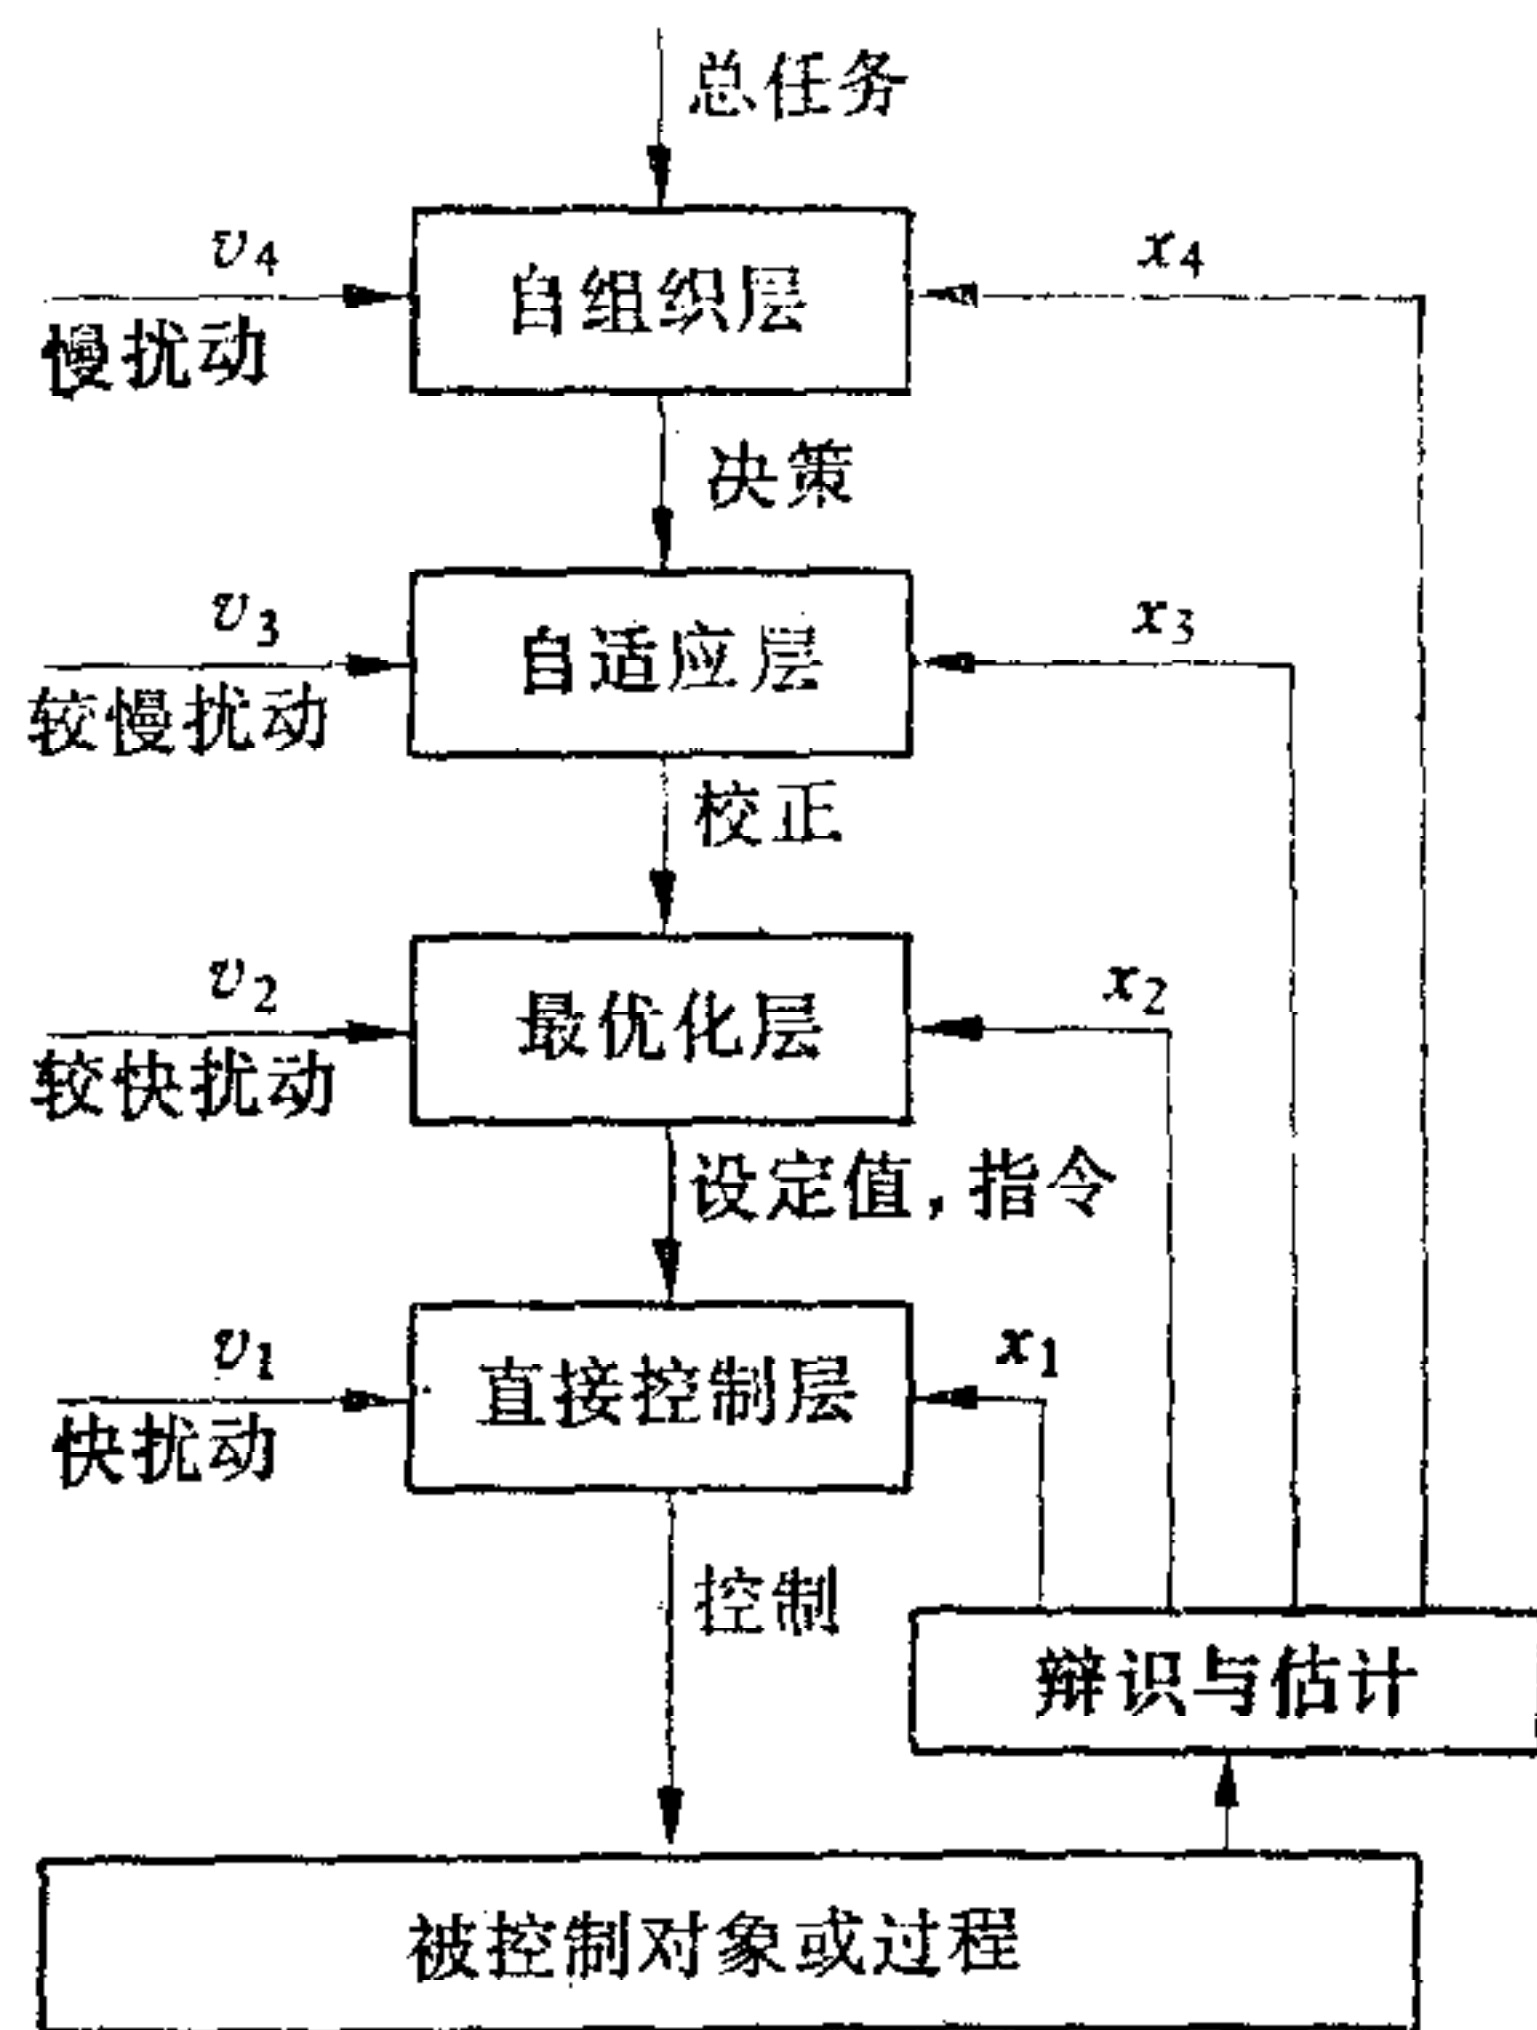 总任务
v4
自组织层
x4
慢扰动
决策
v3
自适应层
x3
较慢扰动
校正
v2
最优化层
x2
较快扰动
设定值,指令
v1
直接控制层
x1
快扰动
控制
辩识与估计
被控制对象或过程